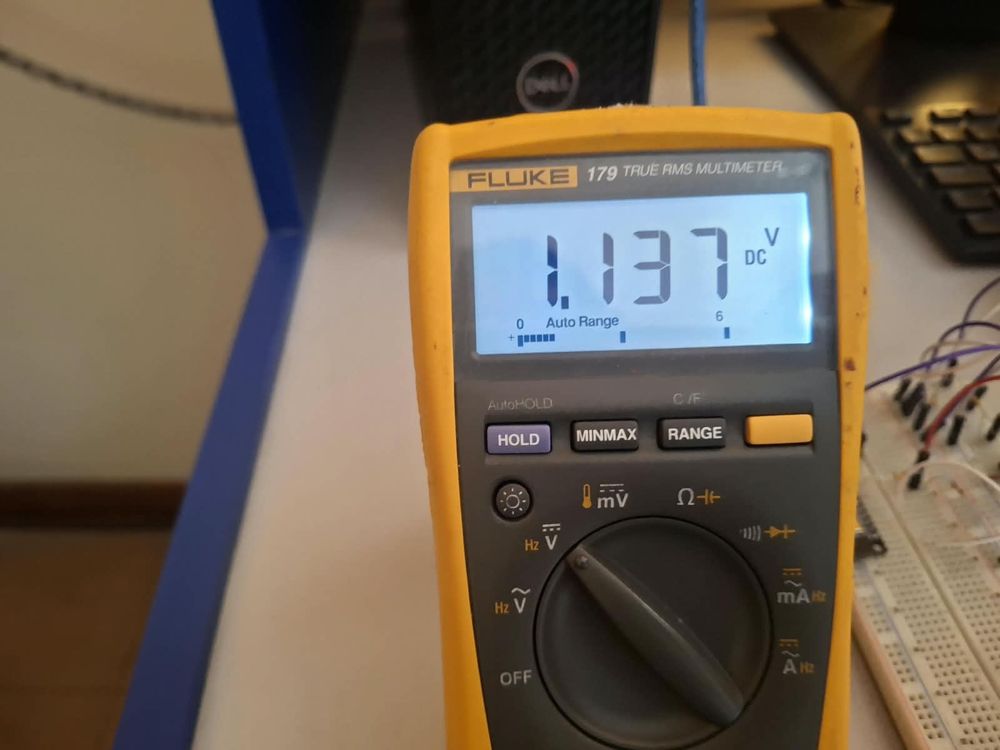 DELL
FLUKE 179 TRUE RMS MULTIMETER
1.137 V DC
0 Auto Range 6
+
AutoHOLD C /F
HOLD MINMAX RANGE
mV Ω
Hz V
Hz V mA Hz
OFF A Hz